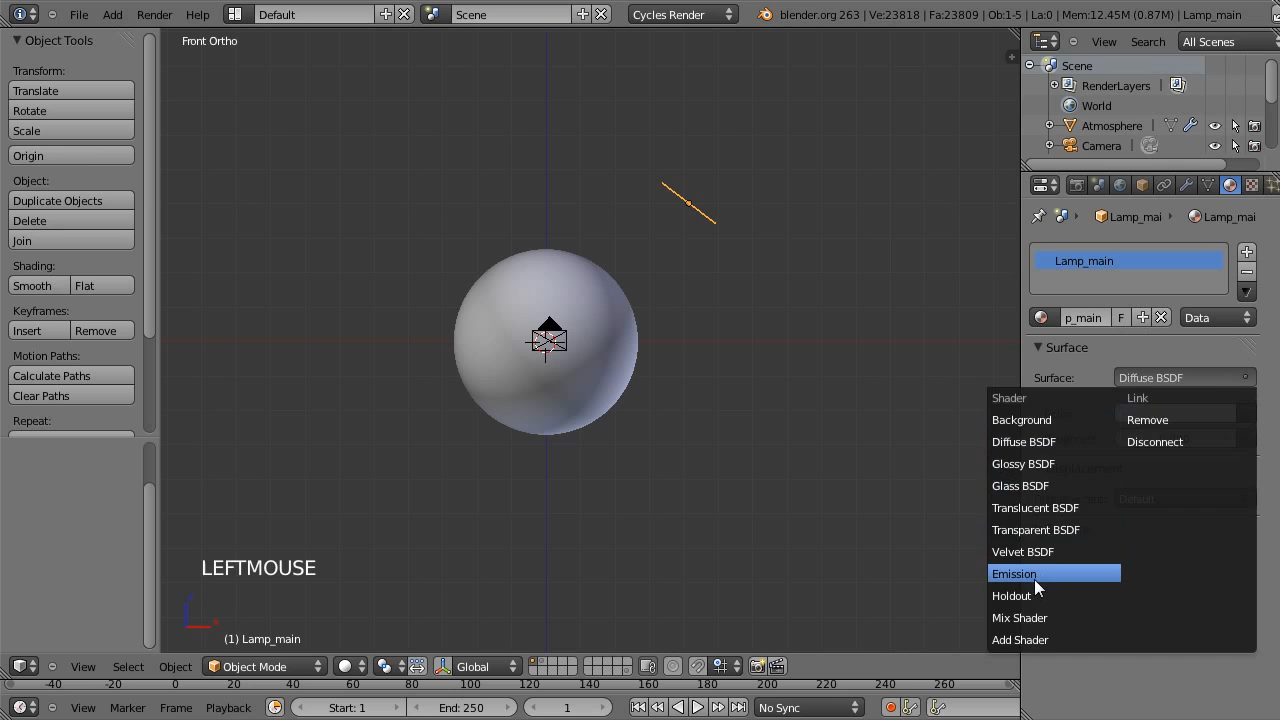 File Add Render Help Default Scene Cycles Render blender.org 263 | Ve:23818 | Fa:23809 | Ob:1-5 | La:0 | Mem:12.45M (0.87M) | Lamp_main
Object Tools
Transform:
Translate
Rotate
Scale
Origin
Object:
Duplicate Objects
Delete
Join
Shading:
Smooth Flat
Keyframes:
Insert Remove
Motion Paths:
Calculate Paths
Clear Paths
Repeat:
Front Ortho
LEFTMOUSE
(1) Lamp_main
View Select Object Object Mode Global
-40 -20 0 20 40 60 80 100 120 140 160 180 200 220 240 260
View Marker Frame Playback Start: 1 End: 250 1 No Sync
View Search All Scenes
Scene
RenderLayers
World
Atmosphere
Camera
Lamp_mai Lamp_mai
Lamp_main
p_main F Data
Surface
Surface: Diffuse BSDF
Shader Link
Background Remove
Diffuse BSDF Disconnect
Glossy BSDF
Glass BSDF
Translucent BSDF
Transparent BSDF
Velvet BSDF
Emission
Holdout
Mix Shader
Add Shader
Default